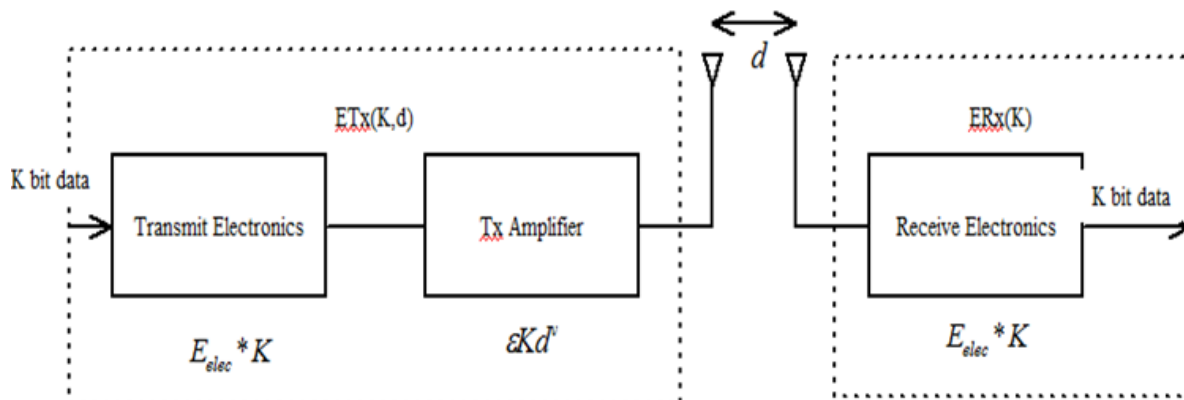 d
ETx(K,d)
ERx(K)
K bit data
Transmit Electronics
Tx Amplifier
Receive Electronics
K bit data
E_elec * K
εKd^v
E_elec * K